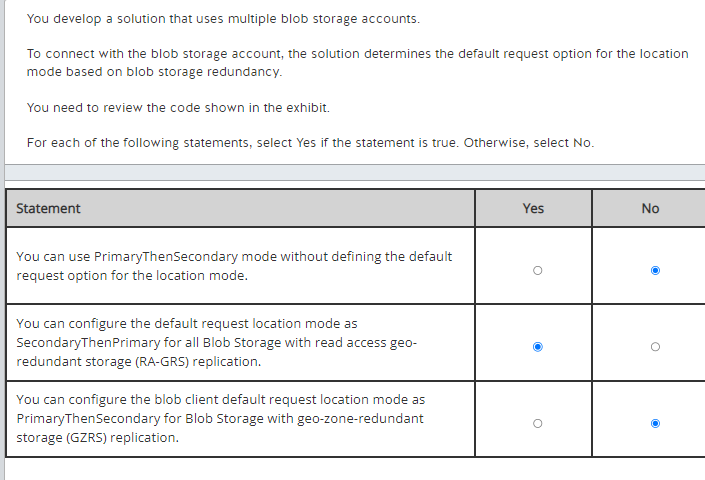 You develop a solution that uses multiple blob storage accounts.
To connect with the blob storage account, the solution determines the default request option for the location
mode based on blob storage redundancy.
You need to review the code shown in the exhibit.
For each of the following statements, select Yes if the statement is true. Otherwise, select No.
Statement Yes No
You can use PrimaryThenSecondary mode without defining the default
request option for the location mode.
You can configure the default request location mode as
SecondaryThenPrimary for all Blob Storage with read access geo-
redundant storage (RA-GRS) replication.
You can configure the blob client default request location mode as
PrimaryThenSecondary for Blob Storage with geo-zone-redundant
storage (GZRS) replication.